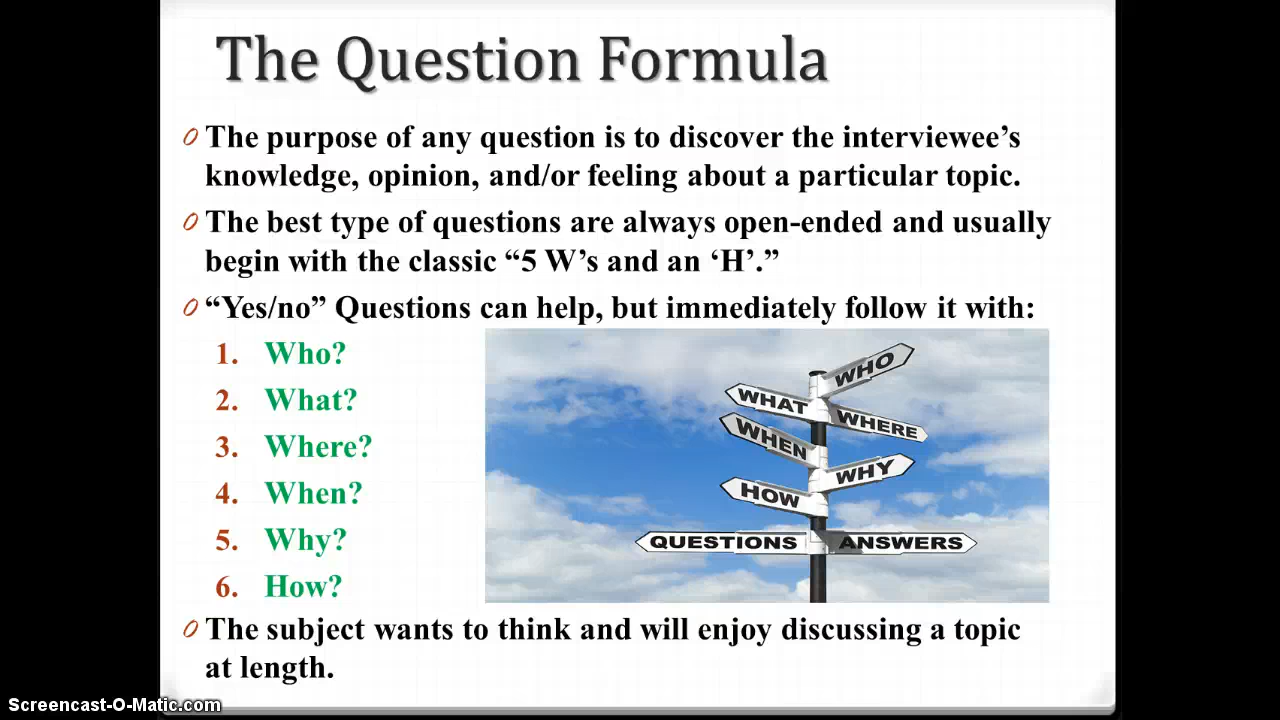 The Question Formula
The purpose of any question is to discover the interviewee’s
knowledge, opinion, and/or feeling about a particular topic.
The best type of questions are always open-ended and usually
begin with the classic “5 W’s and an ‘H’.”
“Yes/no” Questions can help, but immediately follow it with:
1. Who?
2. What?
3. Where?
4. When?
5. Why?
6. How?
WHO
WHAT
WHERE
WHEN
WHY
HOW
QUESTIONS
ANSWERS
The subject wants to think and will enjoy discussing a topic
at length.
Screencast-O-Matic.com